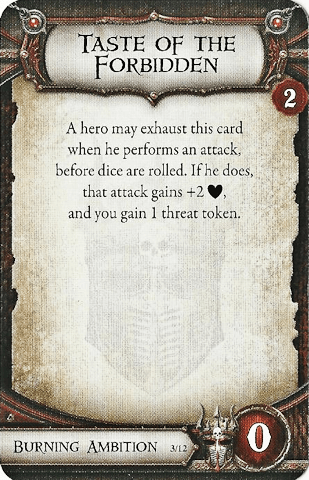 Taste of the
Forbidden
2
A hero may exhaust this card
when he performs an attack,
before dice are rolled. If he does,
that attack gains +2 ♥,
and you gain 1 threat token.
Burning Ambition 3/12
0